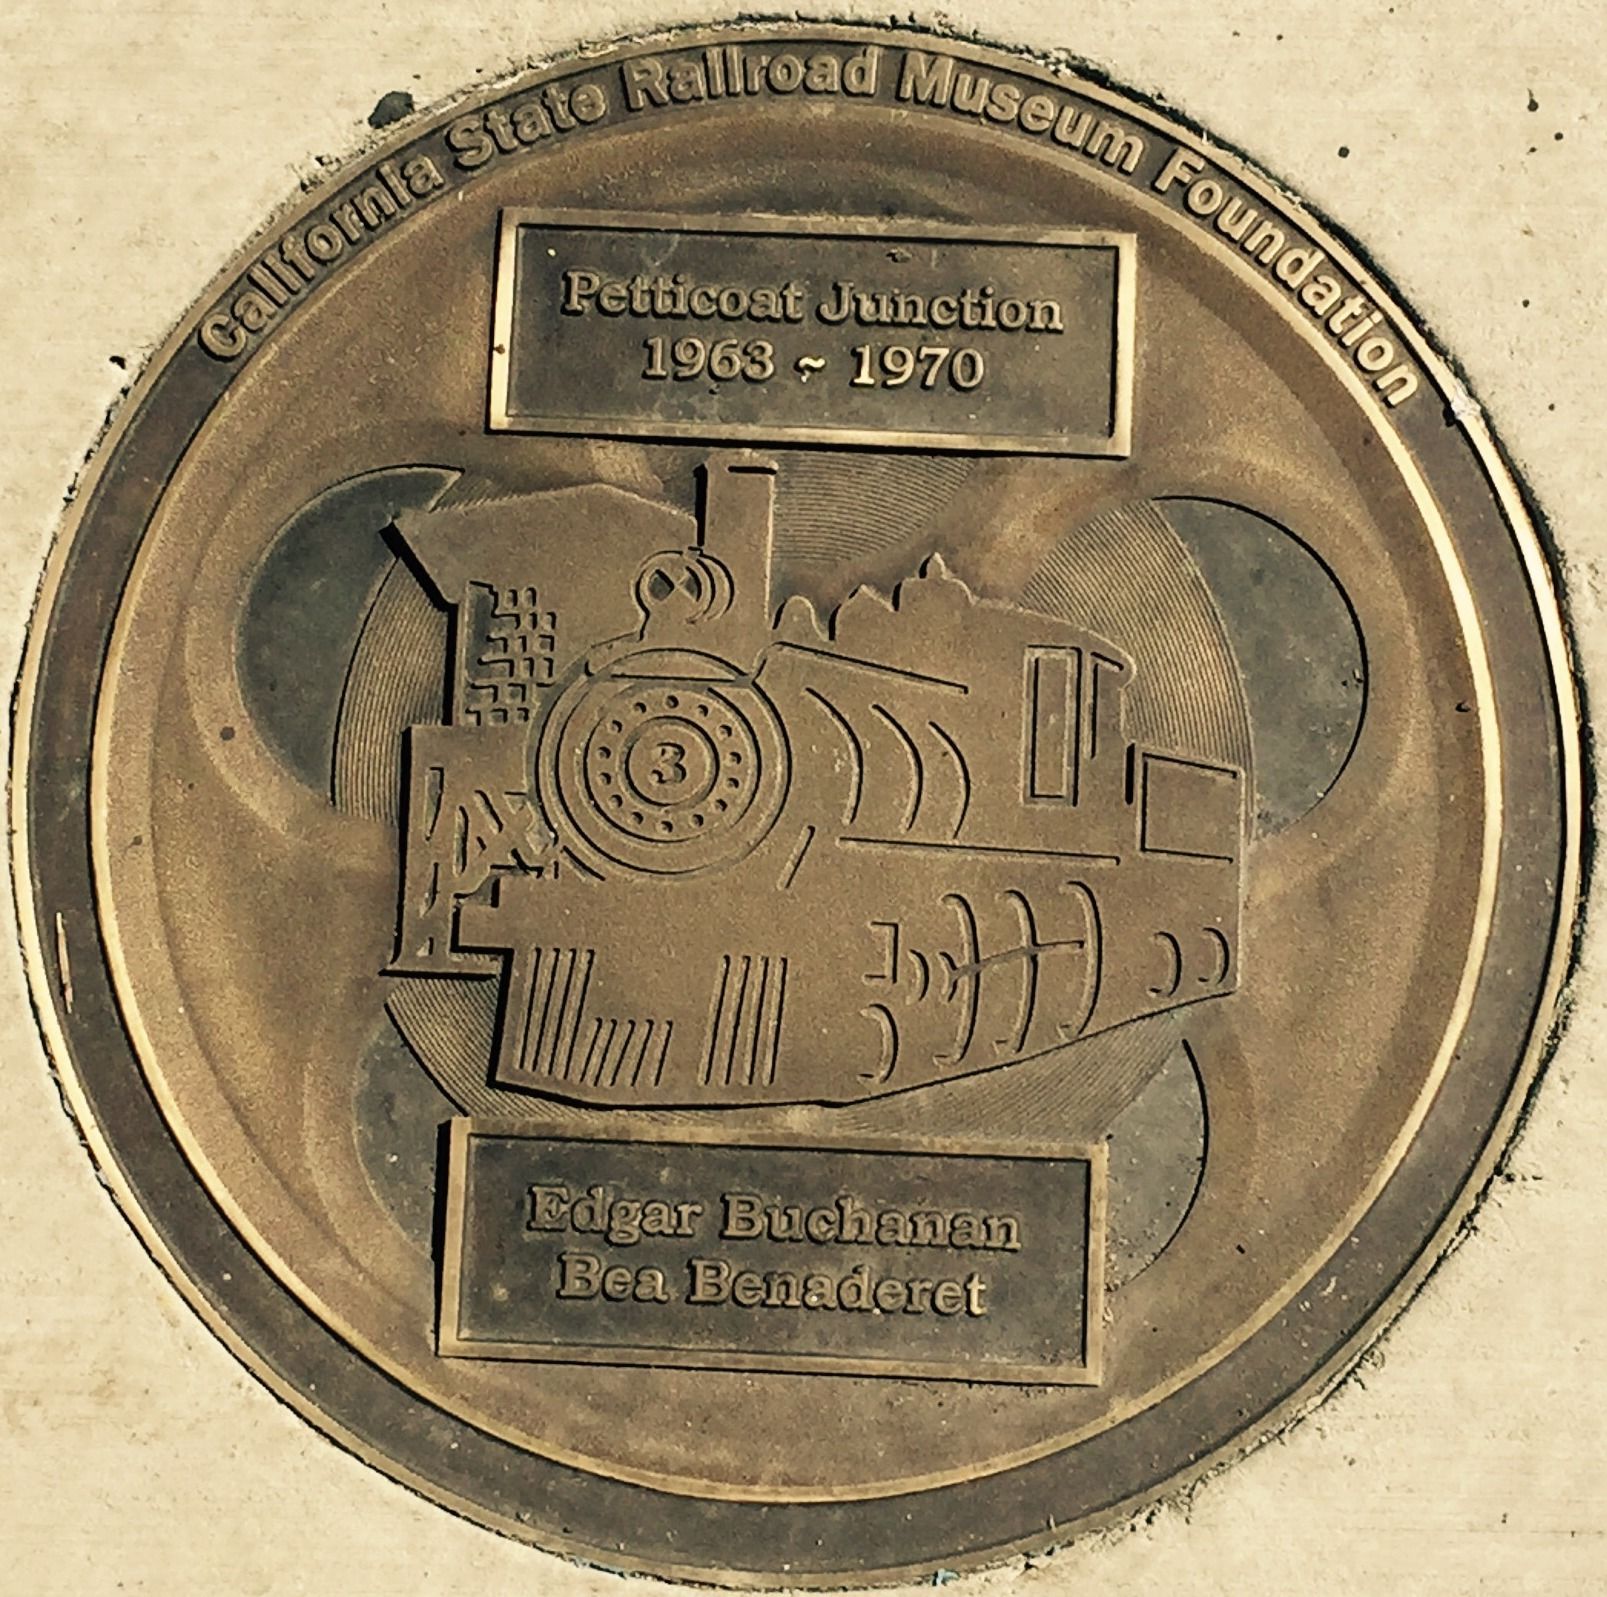 California State Railroad Museum Foundation
Petticoat Junction
1963 ~ 1970
3
Edgar Buchanan
Bea Benaderet